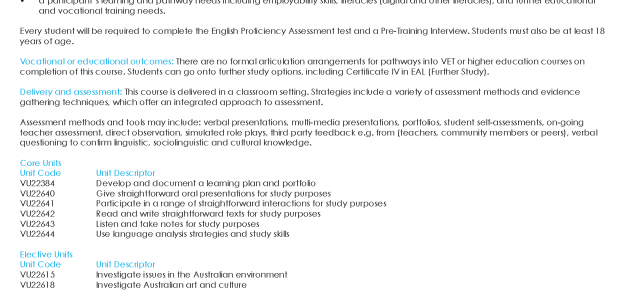 • a participant's learning and pathway needs including employability skills, literacies (digital and other literacies), and further educational
and vocational training needs.
Every student will be required to complete the English Proficiency Assessment test and a Pre-Training Interview. Students must also be at least 18
years of age.
Vocational or educational outcomes: There are no formal articulation arrangements for pathways into VET or higher education courses on
completion of this course. Students can go onto further study options, including Certificate IV in EAL (Further Study).
Delivery and assessment: This course is delivered in a classroom setting. Strategies include a variety of assessment methods and evidence
gathering techniques, which offer an integrated approach to assessment.
Assessment methods and tools may include: verbal presentations, multi-media presentations, portfolios, student self-assessments, on-going
teacher assessment, direct observation, simulated role plays, third party feedback e.g. from (teachers, community members or peers), verbal
questioning to confirm linguistic, sociolinguistic and cultural knowledge.
Core Units
Unit Code Unit Descriptor
VU22384 Develop and document a learning plan and portfolio
VU22640 Give straightforward oral presentations for study purposes
VU22641 Participate in a range of straightforward interactions for study purposes
VU22642 Read and write straightforward texts for study purposes
VU22643 Listen and take notes for study purposes
VU22644 Use language analysis strategies and study skills
Elective Units
Unit Code Unit Descriptor
VU22615 Investigate issues in the Australian environment
VU22618 Investigate Australian art and culture